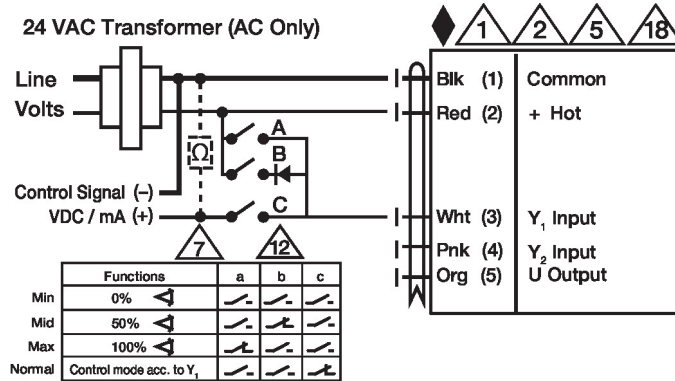 24 VAC Transformer (AC Only)
1 2 5 18
Line
Volts
Blk (1) Common
Red (2) + Hot
A
B
Ω
C
Control Signal (–)
VDC / mA (+)
Wht (3) Y₁ Input
Pnk (4) Y₂ Input
Org (5) U Output
7 12
Functions a b c
Min 0%
Mid 50%
Max 100%
Normal Control mode acc. to Y₁